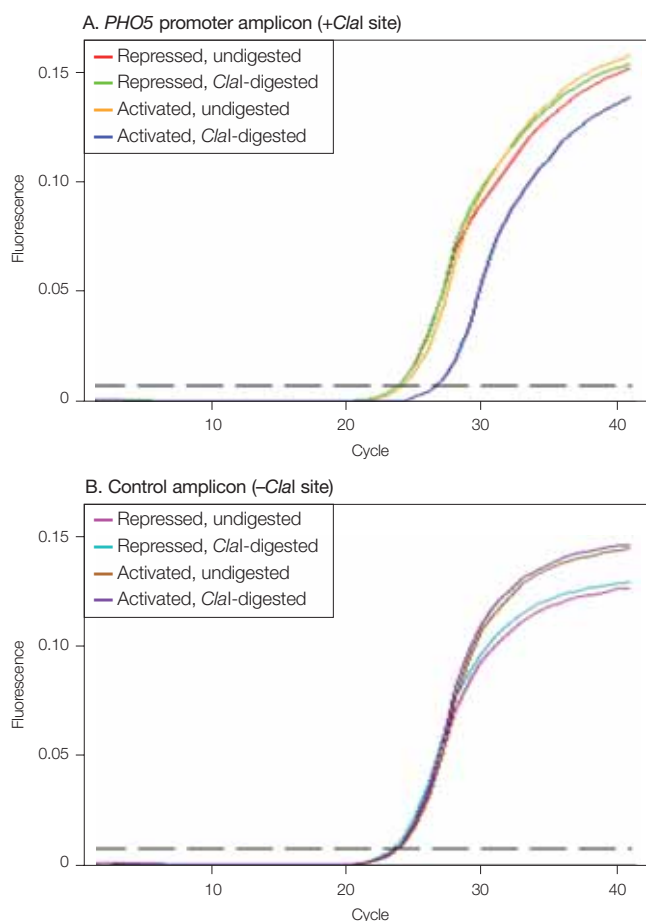 A. PHO5 promoter amplicon (+ClaI site)
Repressed, undigested
Repressed, ClaI-digested
Activated, undigested
Activated, ClaI-digested
0.15
0.10
0.05
0
Fluorescence
10 20 30 40
Cycle
B. Control amplicon (–ClaI site)
Repressed, undigested
Repressed, ClaI-digested
Activated, undigested
Activated, ClaI-digested
0.15
0.10
0.05
0
Fluorescence
10 20 30 40
Cycle